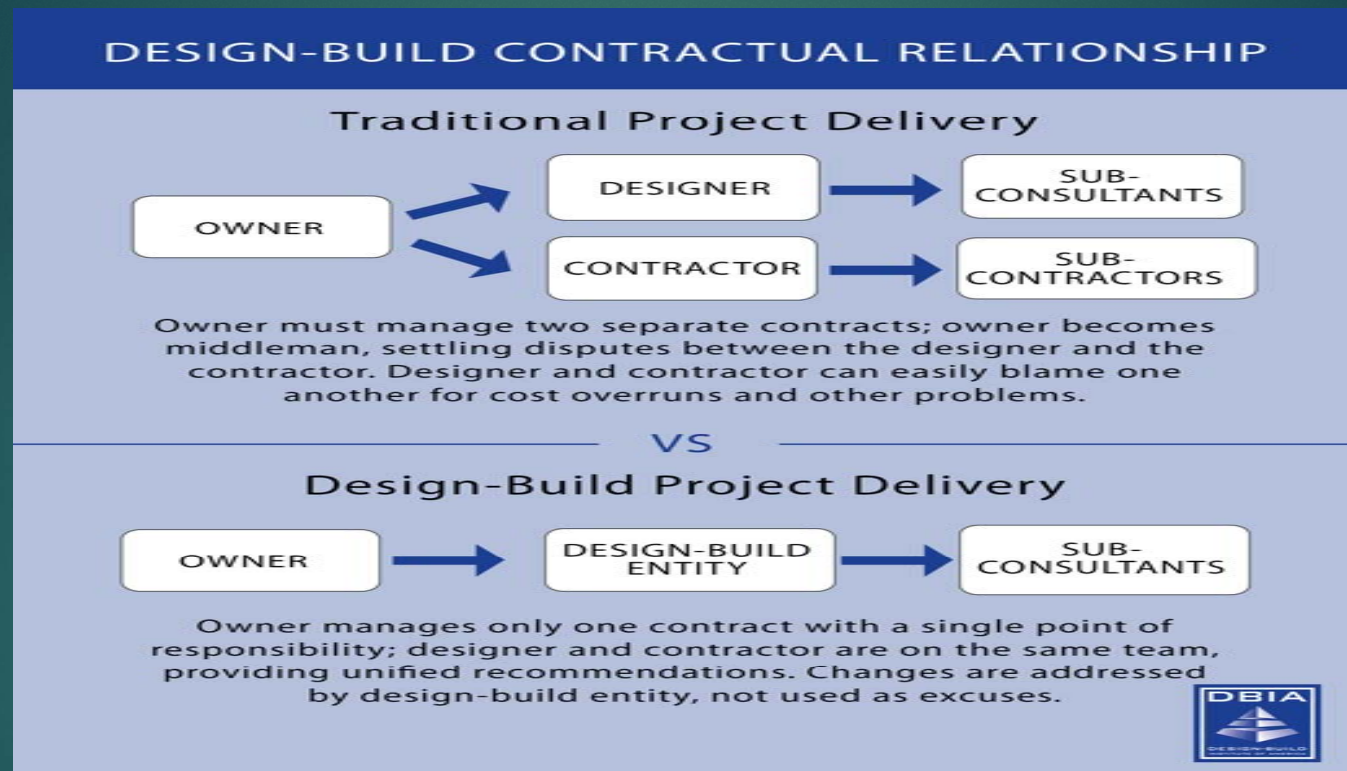 DESIGN-BUILD CONTRACTUAL RELATIONSHIP
Traditional Project Delivery
OWNER
DESIGNER
SUB-
CONSULTANTS
CONTRACTOR
SUB-
CONTRACTORS
Owner must manage two separate contracts; owner becomes
middleman, settling disputes between the designer and the
contractor. Designer and contractor can easily blame one
another for cost overruns and other problems.
VS
Design-Build Project Delivery
OWNER
DESIGN-BUILD
ENTITY
SUB-
CONSULTANTS
Owner manages only one contract with a single point of
responsibility; designer and contractor are on the same team,
providing unified recommendations. Changes are addressed
by design-build entity, not used as excuses.
DBIA
DESIGN-BUILD
INSTITUTE OF AMERICA